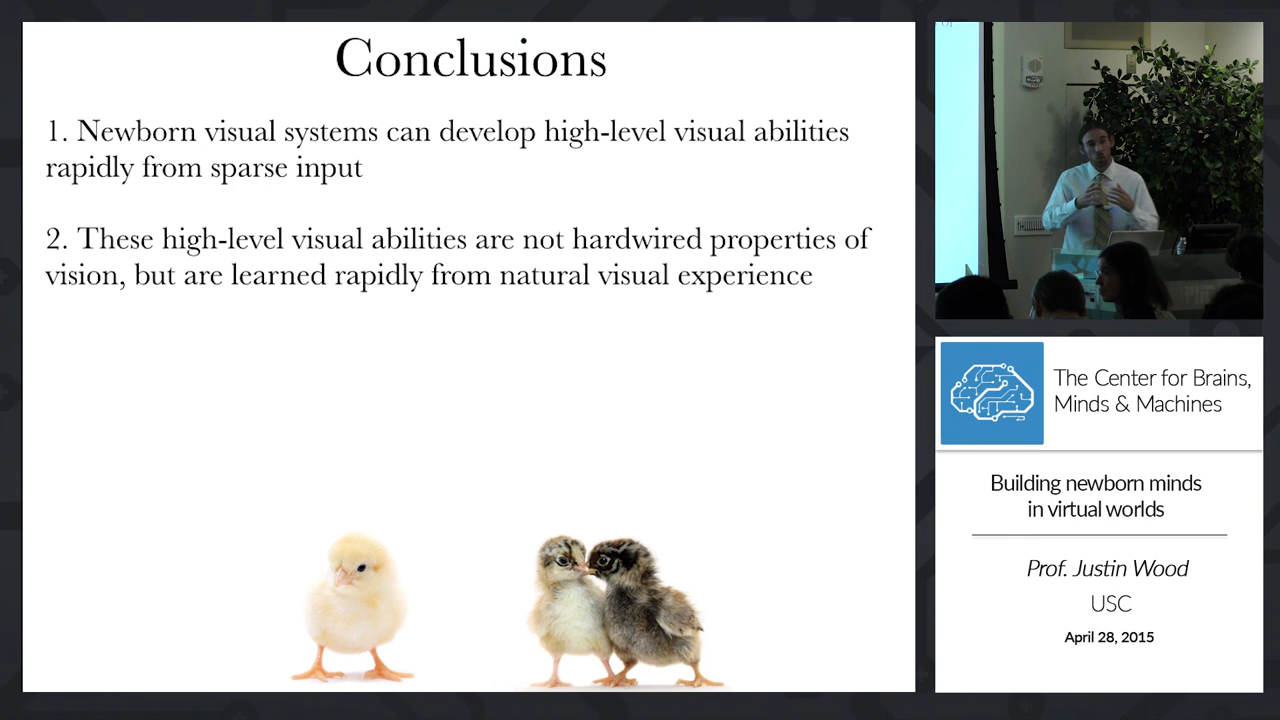 Conclusions
1. Newborn visual systems can develop high-level visual abilities
rapidly from sparse input
2. These high-level visual abilities are not hardwired properties of
vision, but are learned rapidly from natural visual experience
The Center for Brains,
Minds & Machines
Building newborn minds
in virtual worlds
Prof. Justin Wood
USC
April 28, 2015